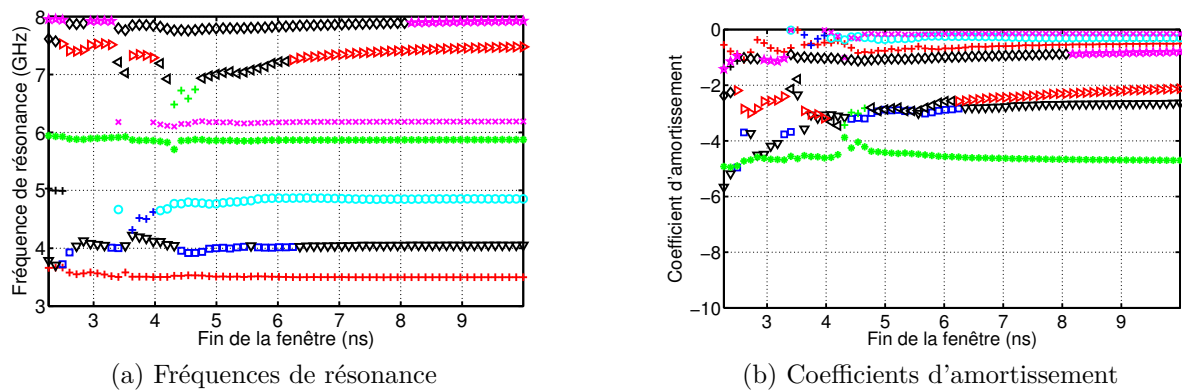 8
7
6
5
4
3
Fréquence de résonance (GHz)
3 4 5 6 7 8 9
Fin de la fenêtre (ns)
(a) Fréquences de résonance
0
−2
−4
−6
−8
−10
Coefficient d'amortissement
3 4 5 6 7 8 9
Fin de la fenêtre (ns)
(b) Coefficients d'amortissement